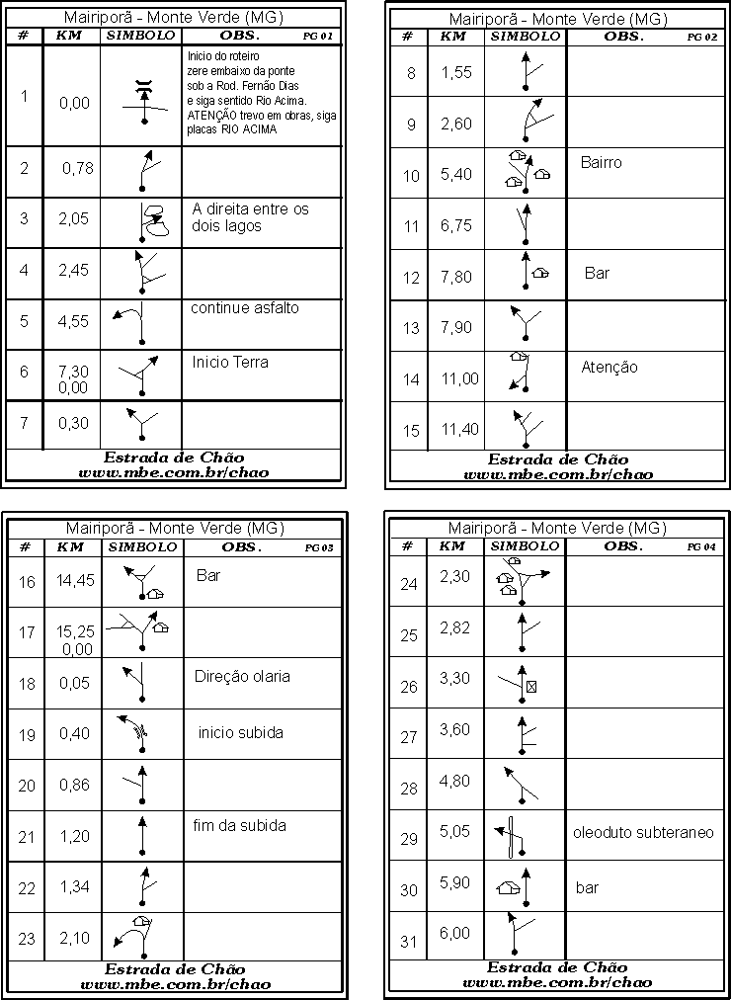 Mairiporã - Monte Verde (MG)
# KM SIMBOLO OBS. PG 01
1 0,00 Inicio do roteiro
zere embaixo da ponte
sob a Rod. Fernão Dias
e siga sentido Rio Acima.
ATENÇÃO trevo em obras, siga
placas RIO ACIMA
2 0,78
3 2,05 A direita entre os
dois lagos
4 2,45
5 4,55 continue asfalto
6 7,30 Inicio Terra
0,00
7 0,30
Estrada de Chão
www.mbe.com.br/chao
Mairiporã - Monte Verde (MG)
# KM SIMBOLO OBS. PG 02
8 1,55
9 2,60
10 5,40 Bairro
11 6,75
12 7,80 Bar
13 7,90
14 11,00 Atenção
15 11,40
Estrada de Chão
www.mbe.com.br/chao
Mairiporã - Monte Verde (MG)
# KM SIMBOLO OBS. PG 03
16 14,45 Bar
17 15,25
0,00
18 0,05 Direção olaria
19 0,40 inicio subida
20 0,86
21 1,20 fim da subida
22 1,34
23 2,10
Estrada de Chão
www.mbe.com.br/chao
Mairiporã - Monte Verde (MG)
# KM SIMBOLO OBS. PG 04
24 2,30
25 2,82
26 3,30
27 3,60
28 4,80
29 5,05 oleoduto subteraneo
30 5,90 bar
31 6,00
Estrada de Chão
www.mbe.com.br/chao